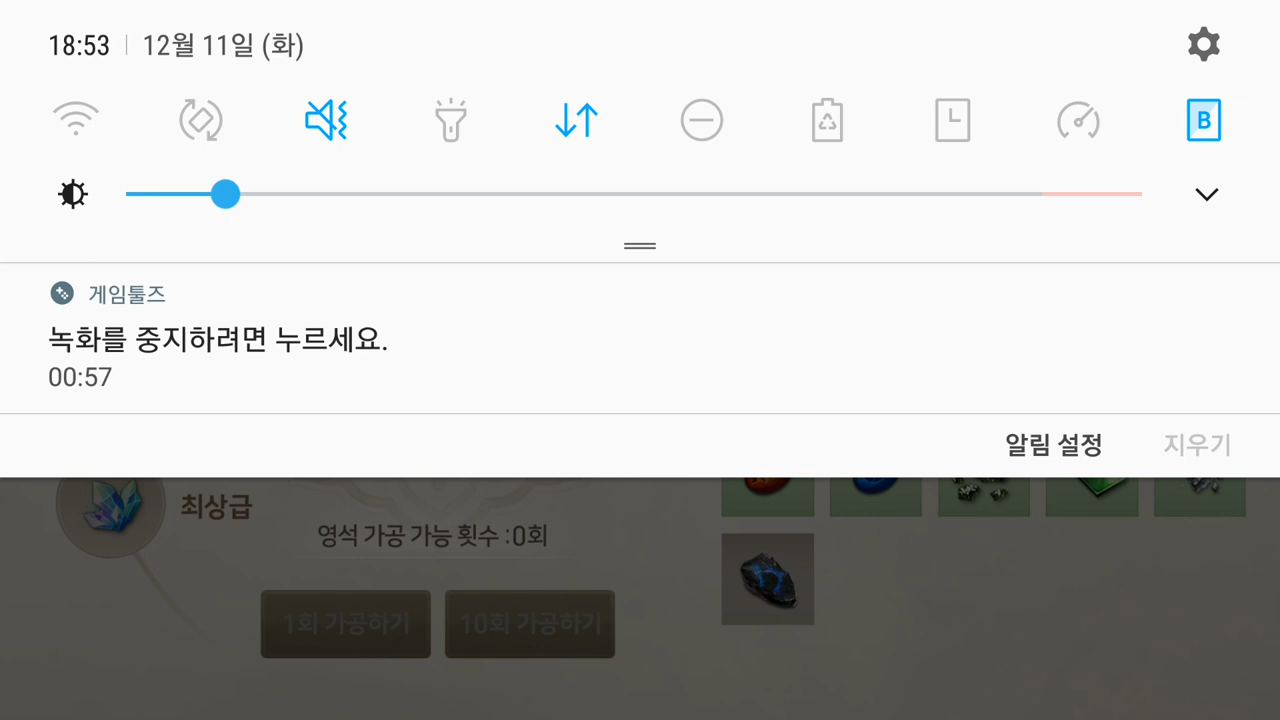 18:53 | 12월 11일 (화)
B
게임툴즈
녹화를 중지하려면 누르세요.
00:57
알림 설정 지우기
최상급
영석 가공 가능 횟수 :0회
1회 가공하기 10회 가공하기